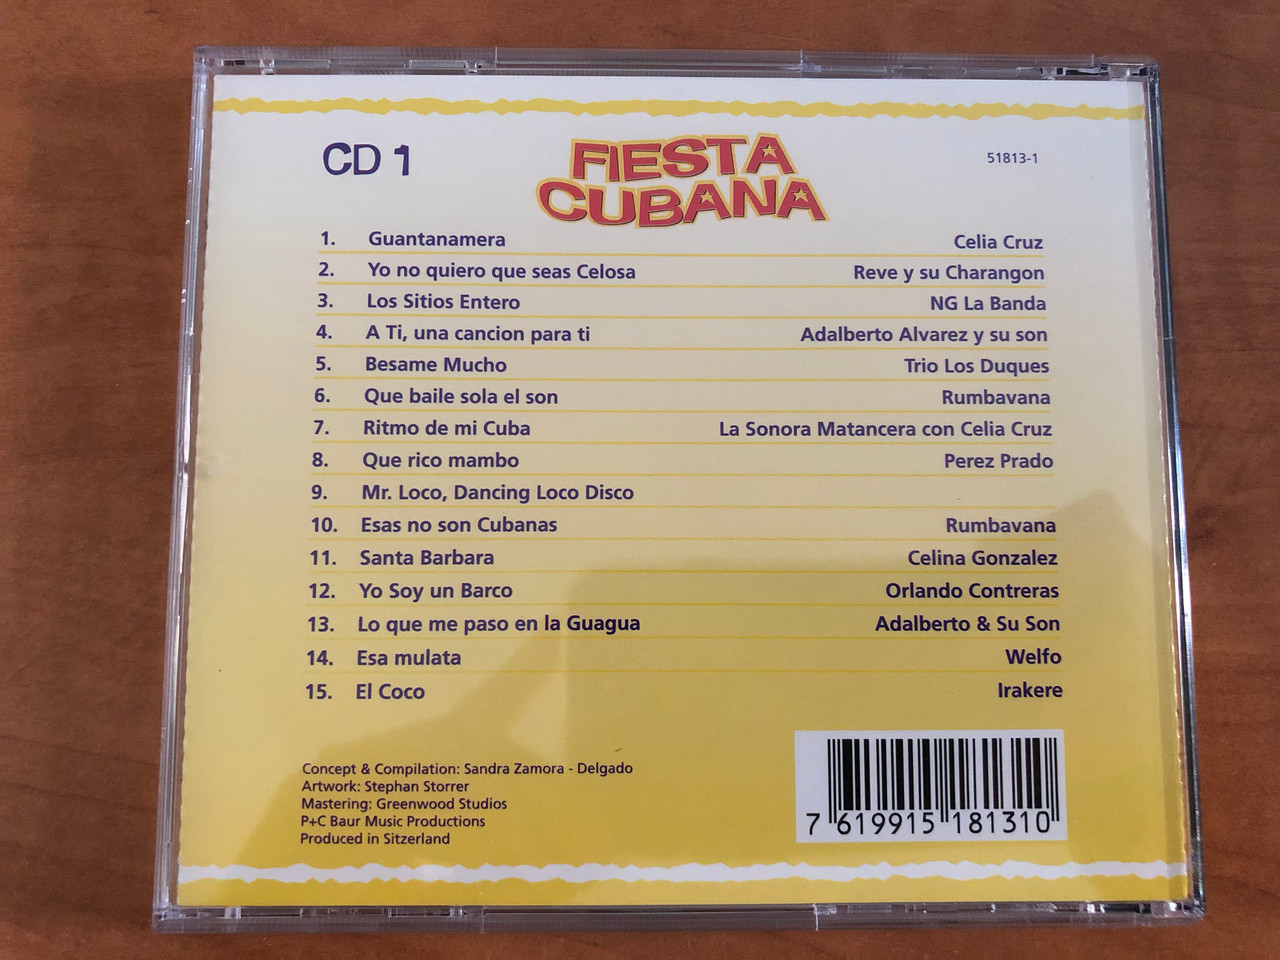 CD 1
FIESTA
CUBANA
51813-1
1. Guantanamera Celia Cruz
2. Yo no quiero que seas Celosa Reve y su Charangon
3. Los Sitios Entero NG La Banda
4. A Ti, una cancion para ti Adalberto Alvarez y su son
5. Besame Mucho Trio Los Duques
6. Que baile sola el son Rumbavana
7. Ritmo de mi Cuba La Sonora Matancera con Celia Cruz
8. Que rico mambo Perez Prado
9. Mr. Loco, Dancing Loco Disco
10. Esas no son Cubanas Rumbavana
11. Santa Barbara Celina Gonzalez
12. Yo Soy un Barco Orlando Contreras
13. Lo que me paso en la Guagua Adalberto & Su Son
14. Esa mulata Welfo
15. El Coco Irakere
Concept & Compilation: Sandra Zamora - Delgado
Artwork: Stephan Storrer
Mastering: Greenwood Studios
P+C Baur Music Productions
Produced in Sitzerland
7 619915 181310